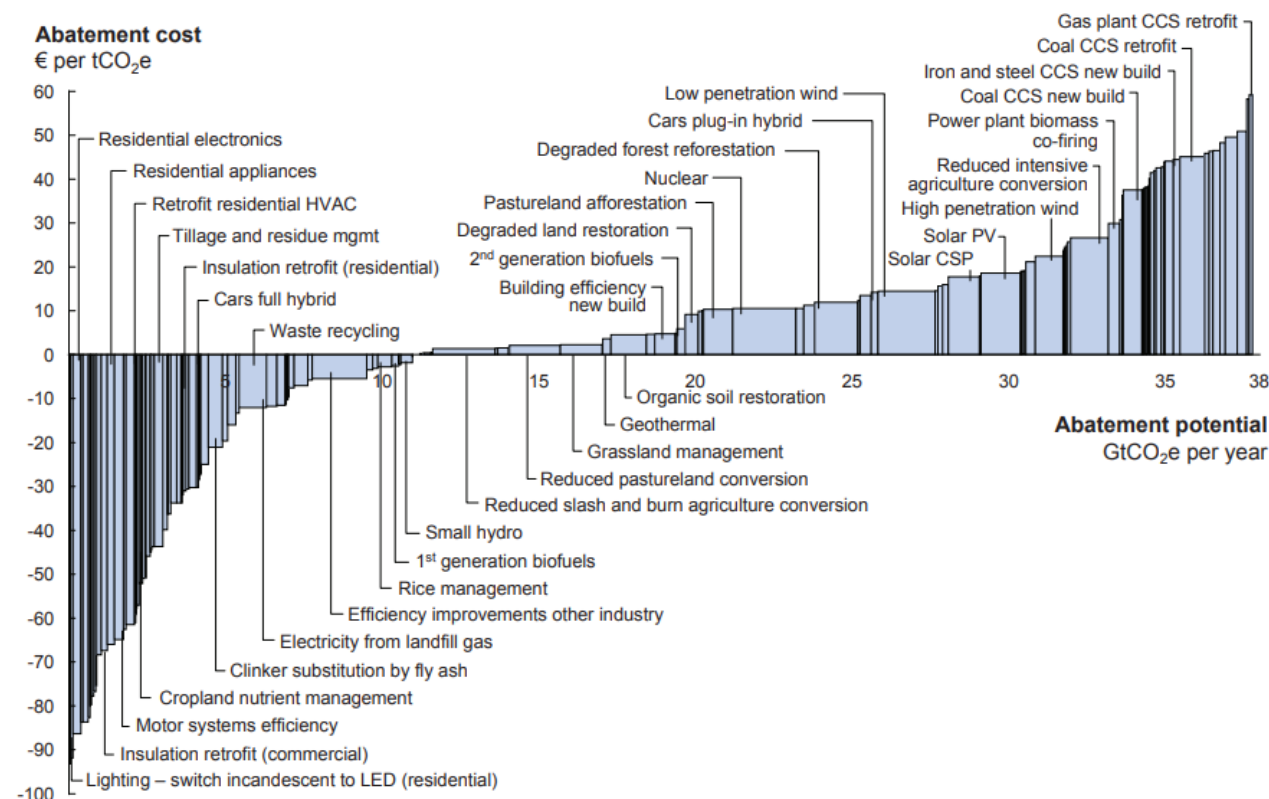 Abatement cost
€ per tCO₂e
60
50
40
30
20
10
0
-10
-20
-30
-40
-50
-60
-70
-80
-90
-100
Gas plant CCS retrofit
Coal CCS retrofit
Iron and steel CCS new build
Coal CCS new build
Power plant biomass
co-firing
Reduced intensive
agriculture conversion
High penetration wind
Solar PV
Solar CSP
Low penetration wind
Cars plug-in hybrid
Degraded forest reforestation
Nuclear
Pastureland afforestation
Degraded land restoration
2nd generation biofuels
Building efficiency
new build
Residential electronics
Residential appliances
Retrofit residential HVAC
Tillage and residue mgmt
Insulation retrofit (residential)
Cars full hybrid
Waste recycling
5
10
15
20
25
30
35
38
Abatement potential
GtCO₂e per year
Organic soil restoration
Geothermal
Grassland management
Reduced pastureland conversion
Reduced slash and burn agriculture conversion
Small hydro
1st generation biofuels
Rice management
Efficiency improvements other industry
Electricity from landfill gas
Clinker substitution by fly ash
Cropland nutrient management
Motor systems efficiency
Insulation retrofit (commercial)
Lighting – switch incandescent to LED (residential)